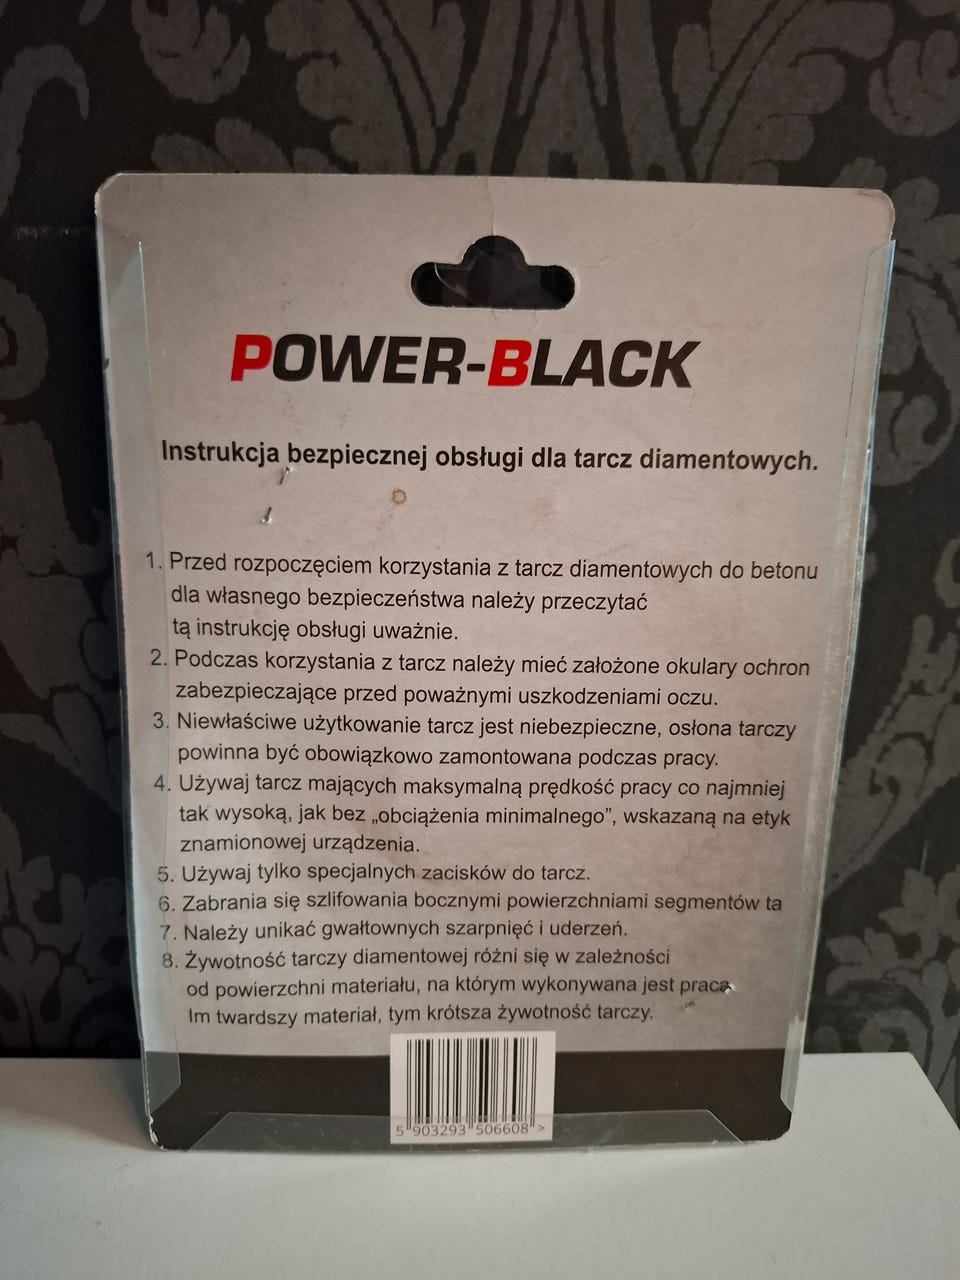 POWER-BLACK
Instrukcja bezpiecznej obsługi dla tarcz diamentowych.
1. Przed rozpoczęciem korzystania z tarcz diamentowych do betonu
dla własnego bezpieczeństwa należy przeczytać
tą instrukcję obsługi uważnie.
2. Podczas korzystania z tarcz należy mieć założone okulary ochron
zabezpieczające przed poważnymi uszkodzeniami oczu.
3. Niewłaściwe użytkowanie tarcz jest niebezpieczne, osłona tarczy
powinna być obowiązkowo zamontowana podczas pracy.
4. Używaj tarcz mających maksymalną prędkość pracy co najmniej
tak wysoką, jak bez „obciążenia minimalnego”, wskazaną na etyk
znamionowej urządzenia.
5. Używaj tylko specjalnych zacisków do tarcz.
6. Zabrania się szlifowania bocznymi powierzchniami segmentów ta
7. Należy unikać gwałtownych szarpnięć i uderzeń.
8. Żywotność tarczy diamentowej różni się w zależności
od powierzchni materiału, na którym wykonywana jest praca
Im twardszy materiał, tym krótsza żywotność tarczy.
5 903293 506608 >